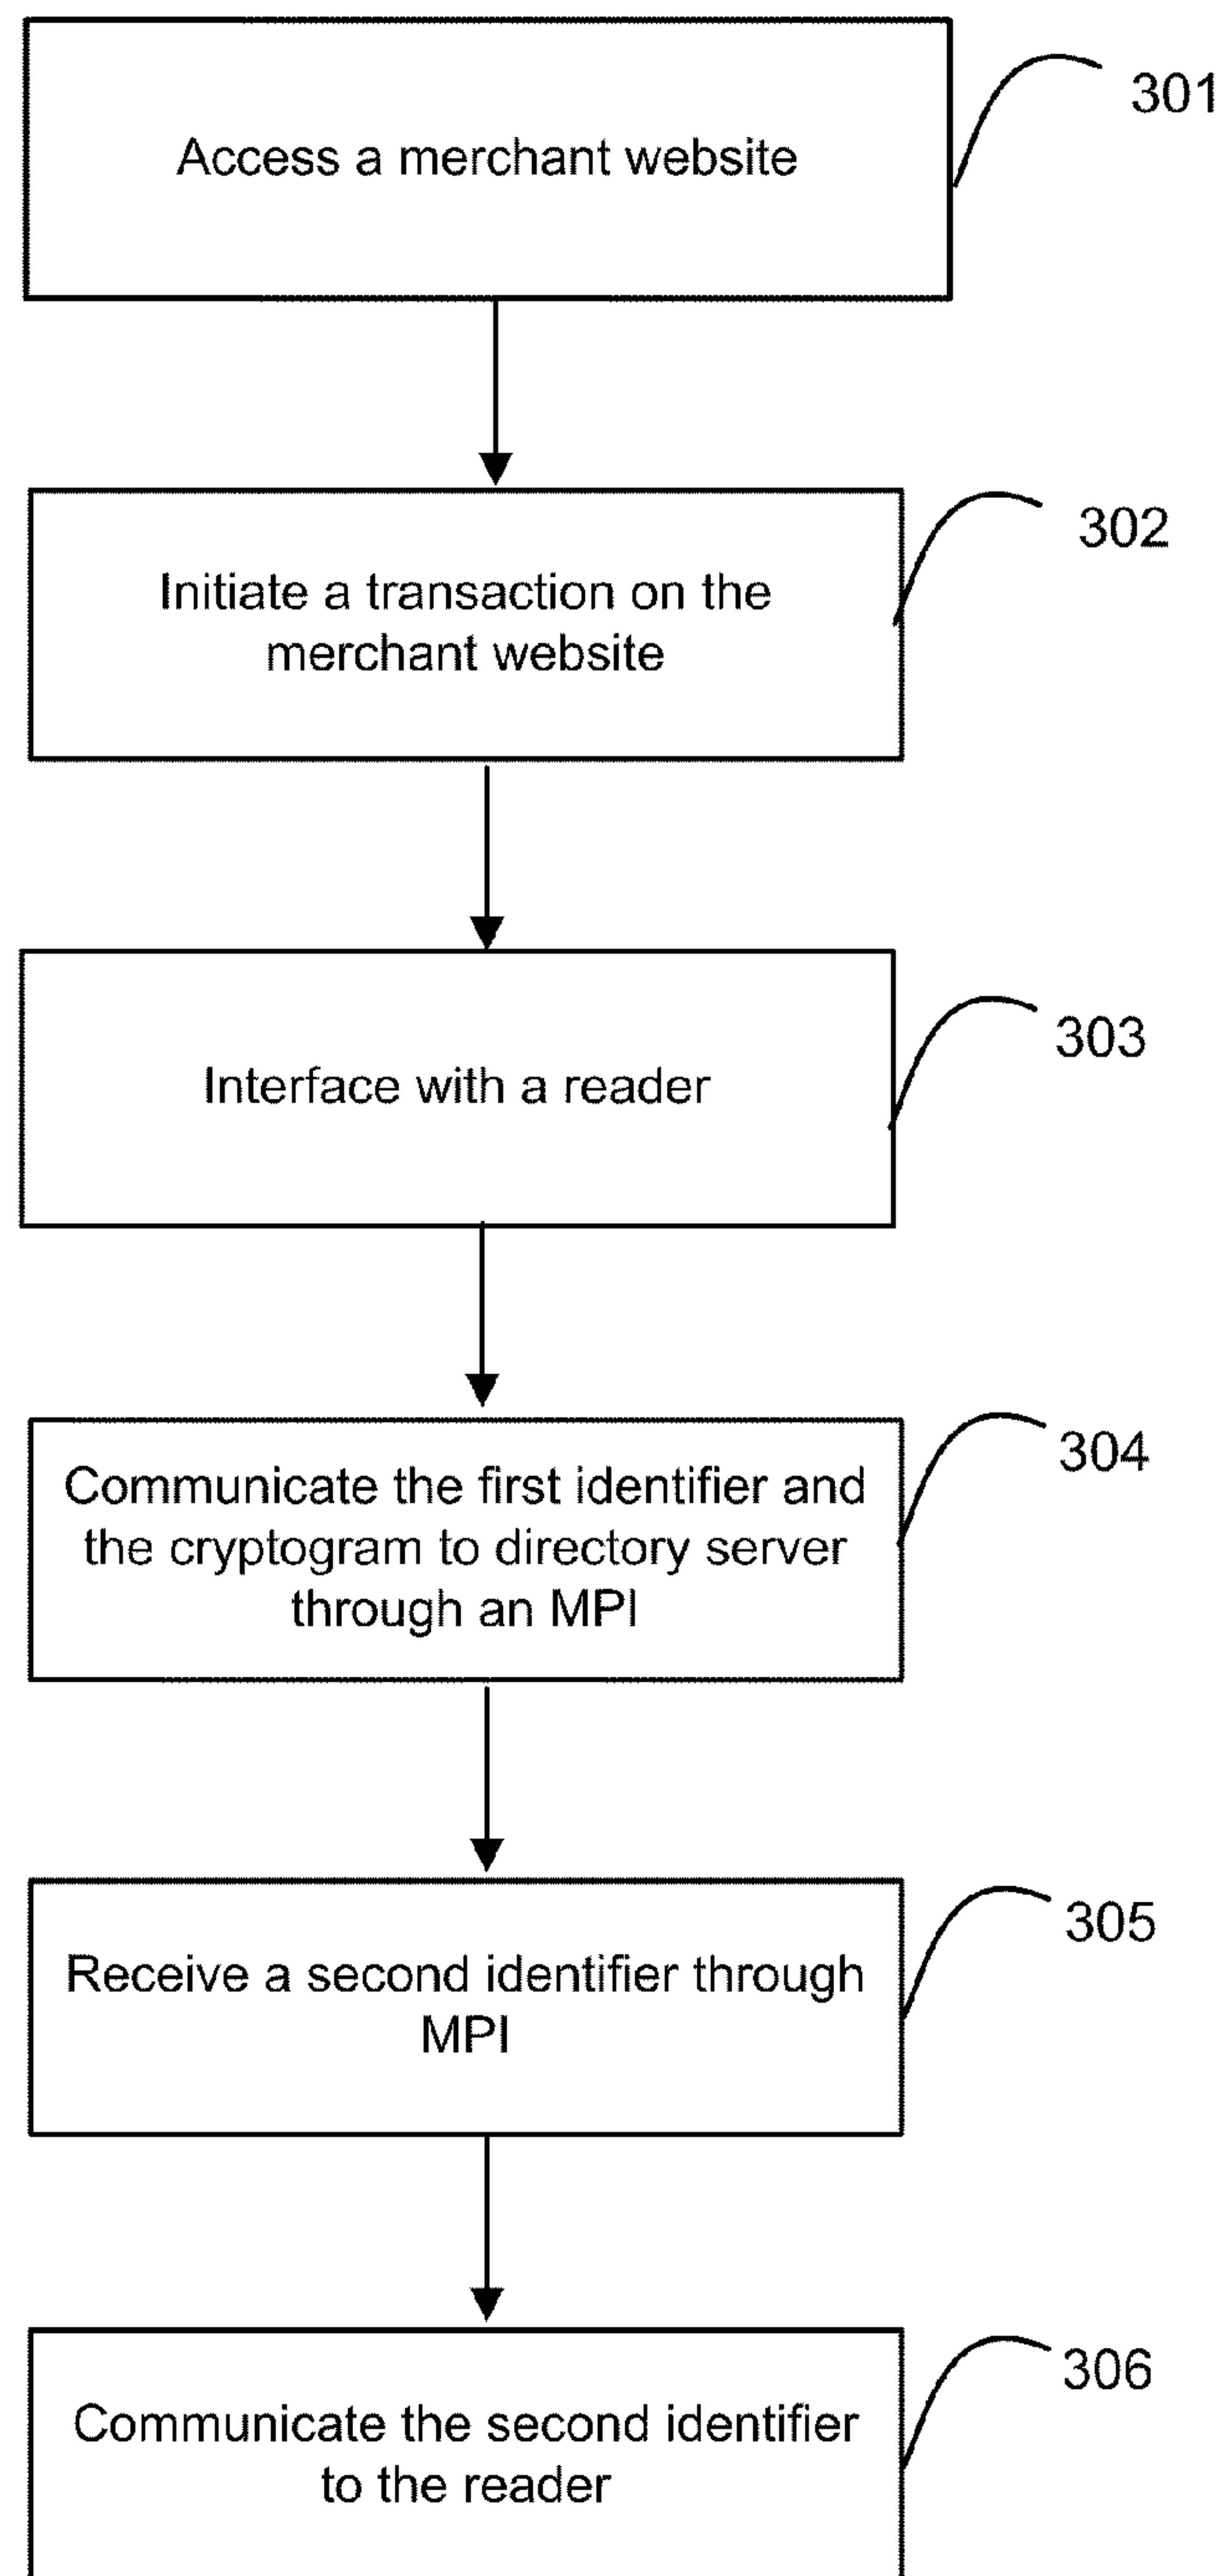 Access a merchant website
301
Initiate a transaction on the
merchant website
302
Interface with a reader
303
Communicate the first identifier and
the cryptogram to directory server
through an MPI
304
Receive a second identifier through
MPI
305
Communicate the second identifier
to the reader
306